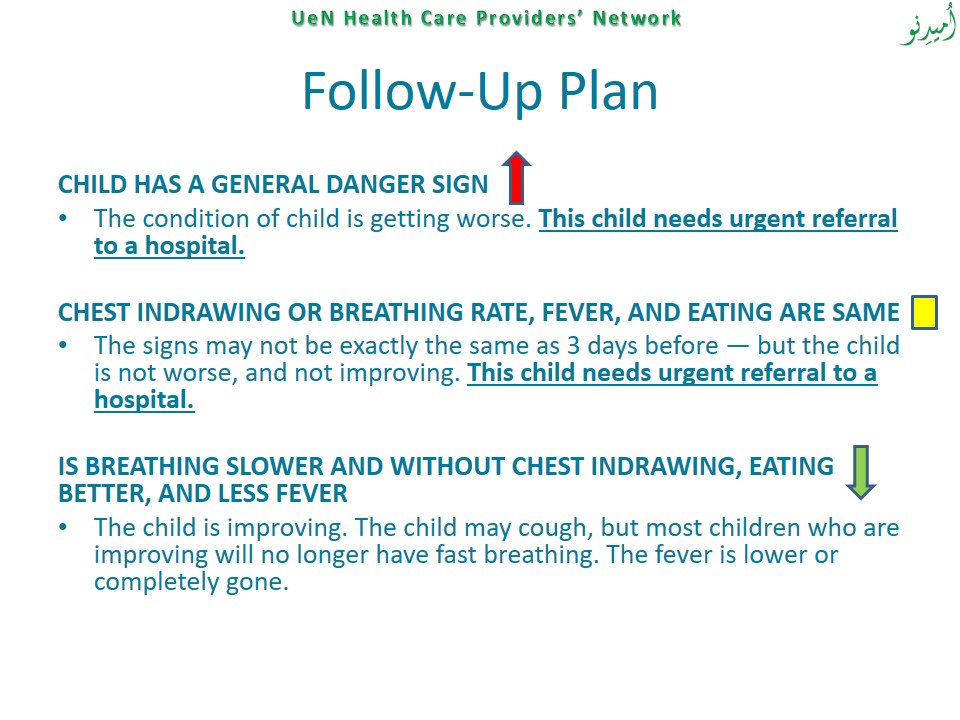 UeN Health Care Providers’ Network
اُمیدِنو
Follow-Up Plan
CHILD HAS A GENERAL DANGER SIGN
• The condition of child is getting worse. This child needs urgent referral
to a hospital.
CHEST INDRAWING OR BREATHING RATE, FEVER, AND EATING ARE SAME
• The signs may not be exactly the same as 3 days before — but the child
is not worse, and not improving. This child needs urgent referral to a
hospital.
IS BREATHING SLOWER AND WITHOUT CHEST INDRAWING, EATING
BETTER, AND LESS FEVER
• The child is improving. The child may cough, but most children who are
improving will no longer have fast breathing. The fever is lower or
completely gone.